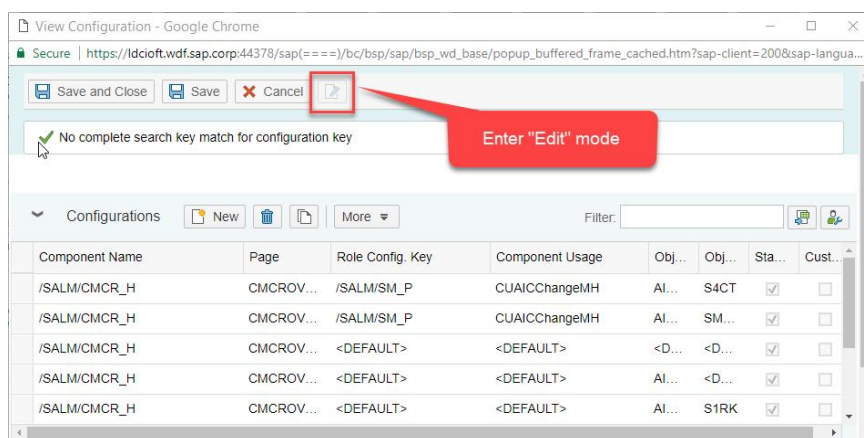 View Configuration - Google Chrome
Secure | https://ldcioft.wdf.sap.corp:44378/sap(====)/bc/bsp/sap/bsp_wd_base/popup_buffered_frame_cached.htm?sap-client=200&sap-langua...
Save and Close Save Cancel
No complete search key match for configuration key
Enter "Edit" mode
Configurations New More Filter:
Component Name Page Role Config. Key Component Usage Obj... Obj... Sta... Cust...
/SALM/CMCR_H CMCROV... /SALM/SM_P CUAICChangeMH AI... S4CT
/SALM/CMCR_H CMCROV... /SALM/SM_P CUAICChangeMH AI... SM...
/SALM/CMCR_H CMCROV... <DEFAULT> <DEFAULT> <D... <D...
/SALM/CMCR_H CMCROV... <DEFAULT> <DEFAULT> AI... <D...
/SALM/CMCR_H CMCROV... <DEFAULT> <DEFAULT> AI... S1RK